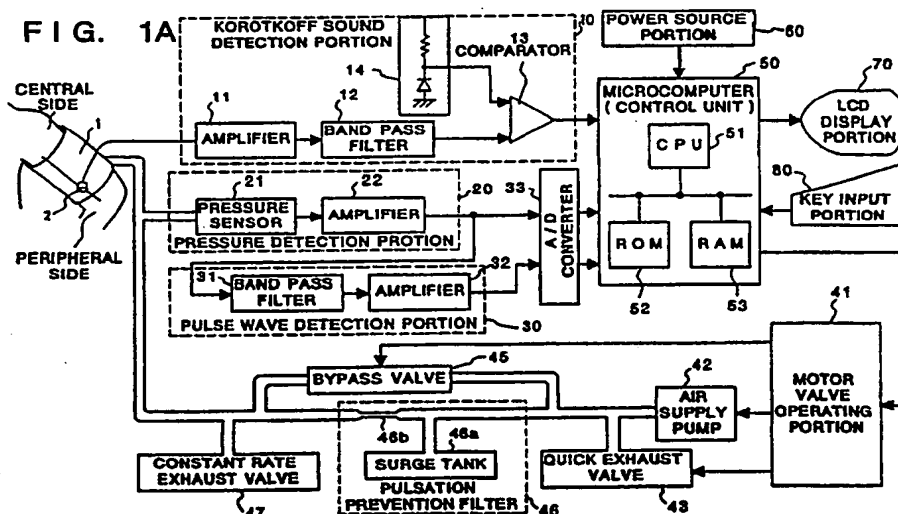 FIG. 1A
KOROTKOFF SOUND
DETECTION PORTION
14
13
COMPARATOR
10
POWER SOURCE
PORTION
60
CENTRAL
SIDE
1
11
AMPLIFIER
12
BAND PASS
FILTER
50
MICROCOMPUTER
(CONTROL UNIT)
CPU
51
ROM
52
RAM
53
70
LCD
DISPLAY
PORTION
80
KEY INPUT
PORTION
2
PERIPHERAL
SIDE
21
PRESSURE
SENSOR
22
AMPLIFIER
20
PRESSURE DETECTION PROTION
33
A/D
CONVERTER
31
BAND PASS
FILTER
32
AMPLIFIER
PULSE WAVE DETECTION PORTION
30
45
BYPASS VALVE
42
AIR
SUPPLY
PUMP
41
MOTOR
VALVE
OPERATING
PORTION
46b
46a
SURGE TANK
PULSATION
PREVENTION FILTER
46
CONSTANT RATE
EXHAUST VALVE
47
QUICK EXHAUST
VALVE
43